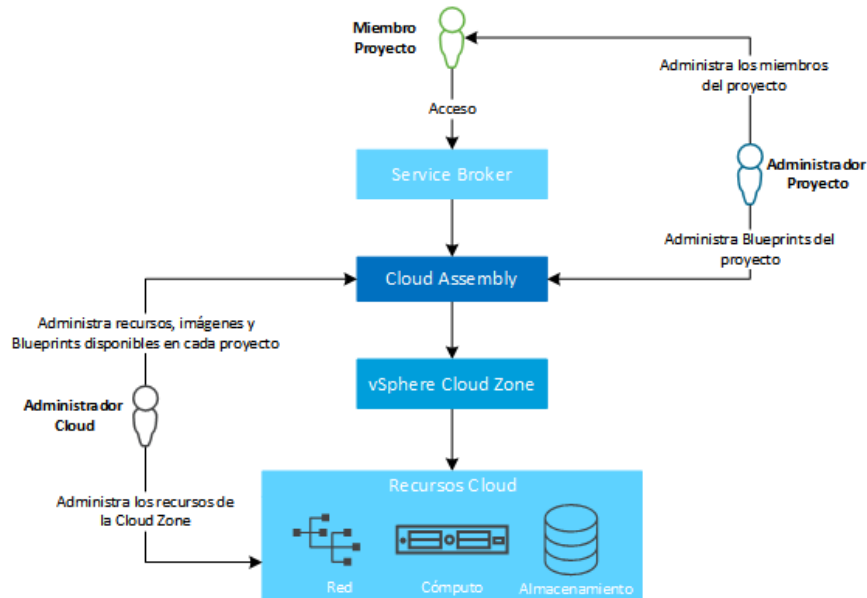 Miembro
Proyecto
Administra los miembros
del proyecto
Acceso
Service Broker
Administrador
Proyecto
Administra Blueprints del
proyecto
Cloud Assembly
Administra recursos, imágenes y
Blueprints disponibles en cada proyecto
vSphere Cloud Zone
Administrador
Cloud
Recursos Cloud
Administra los recursos de
la Cloud Zone
Red
Cómputo
Almacenamiento